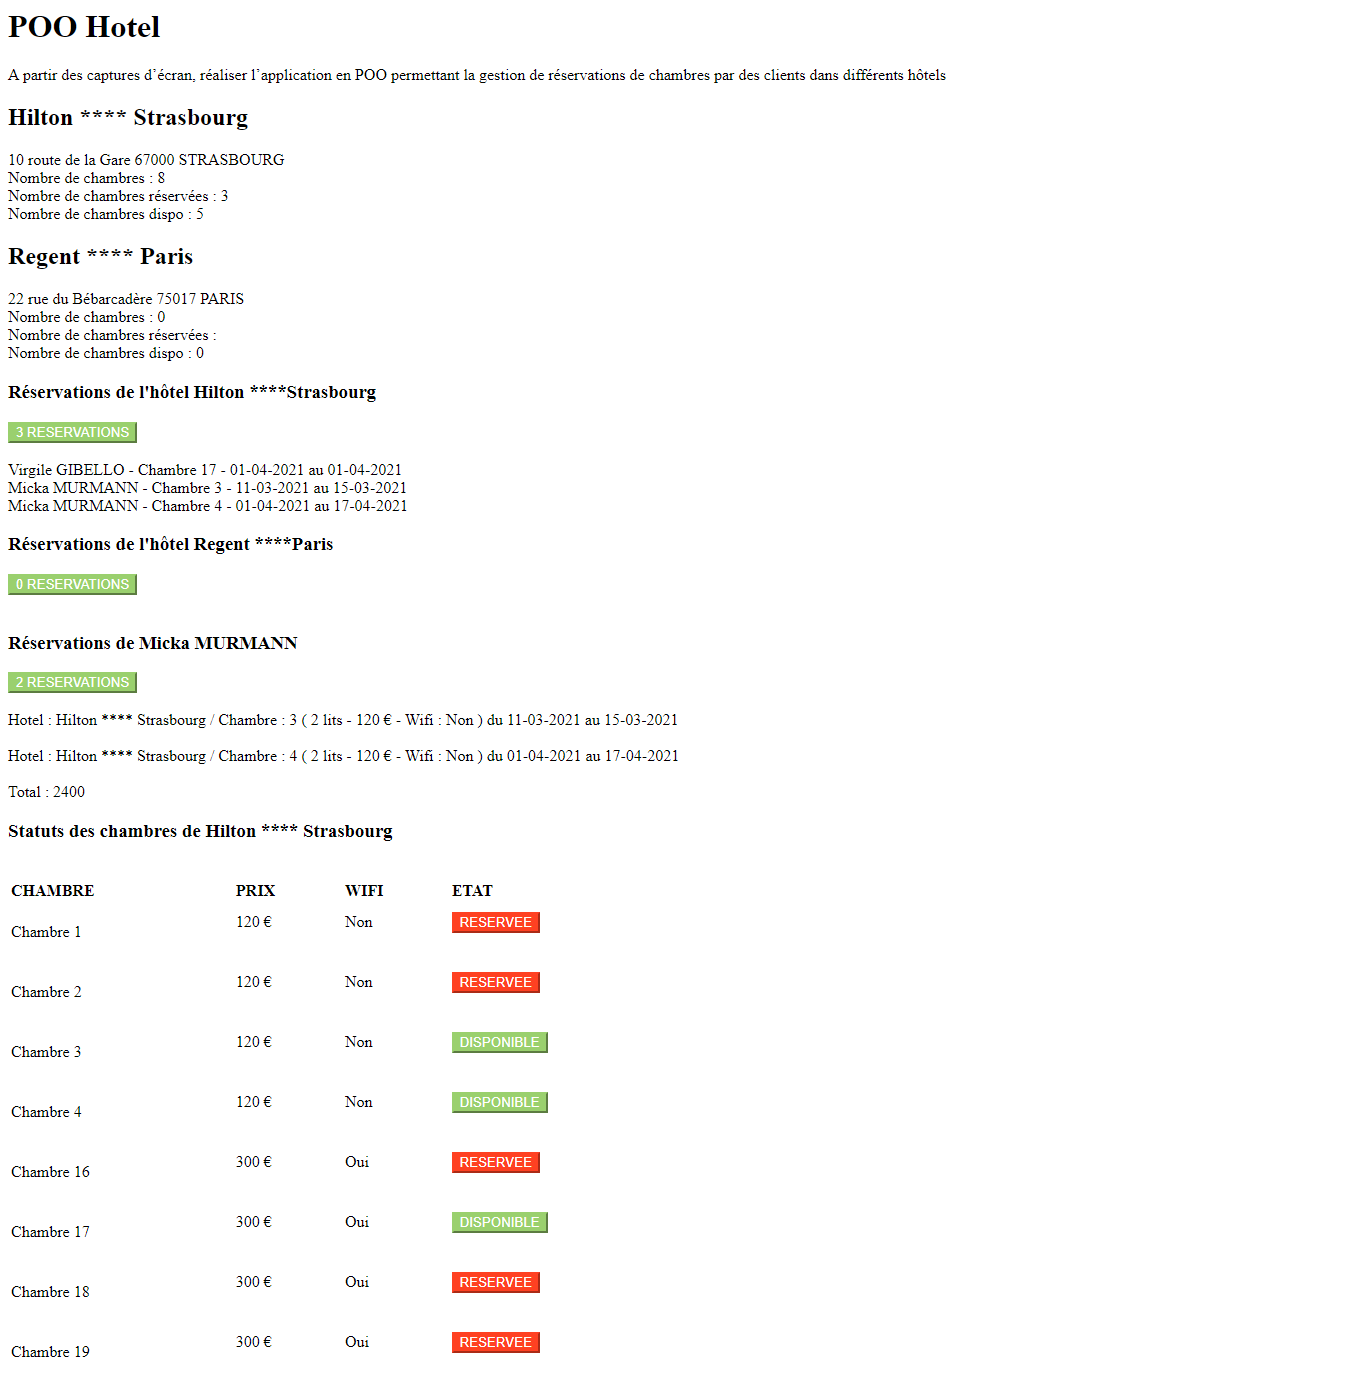 POO Hotel
A partir des captures d’écran, réaliser l’application en POO permettant la gestion de réservations de chambres par des clients dans différents hôtels
Hilton **** Strasbourg
10 route de la Gare 67000 STRASBOURG
Nombre de chambres : 8
Nombre de chambres réservées : 3
Nombre de chambres dispo : 5
Regent **** Paris
22 rue du Bébarcadère 75017 PARIS
Nombre de chambres : 0
Nombre de chambres réservées :
Nombre de chambres dispo : 0
Réservations de l'hôtel Hilton ****Strasbourg
3 RESERVATIONS
Virgile GIBELLO - Chambre 17 - 01-04-2021 au 01-04-2021
Micka MURMANN - Chambre 3 - 11-03-2021 au 15-03-2021
Micka MURMANN - Chambre 4 - 01-04-2021 au 17-04-2021
Réservations de l'hôtel Regent ****Paris
0 RESERVATIONS
Réservations de Micka MURMANN
2 RESERVATIONS
Hotel : Hilton **** Strasbourg / Chambre : 3 ( 2 lits - 120 € - Wifi : Non ) du 11-03-2021 au 15-03-2021
Hotel : Hilton **** Strasbourg / Chambre : 4 ( 2 lits - 120 € - Wifi : Non ) du 01-04-2021 au 17-04-2021
Total : 2400
Statuts des chambres de Hilton **** Strasbourg
CHAMBRE PRIX WIFI ETAT
Chambre 1 120 € Non RESERVEE
Chambre 2 120 € Non RESERVEE
Chambre 3 120 € Non DISPONIBLE
Chambre 4 120 € Non DISPONIBLE
Chambre 16 300 € Oui RESERVEE
Chambre 17 300 € Oui DISPONIBLE
Chambre 18 300 € Oui RESERVEE
Chambre 19 300 € Oui RESERVEE